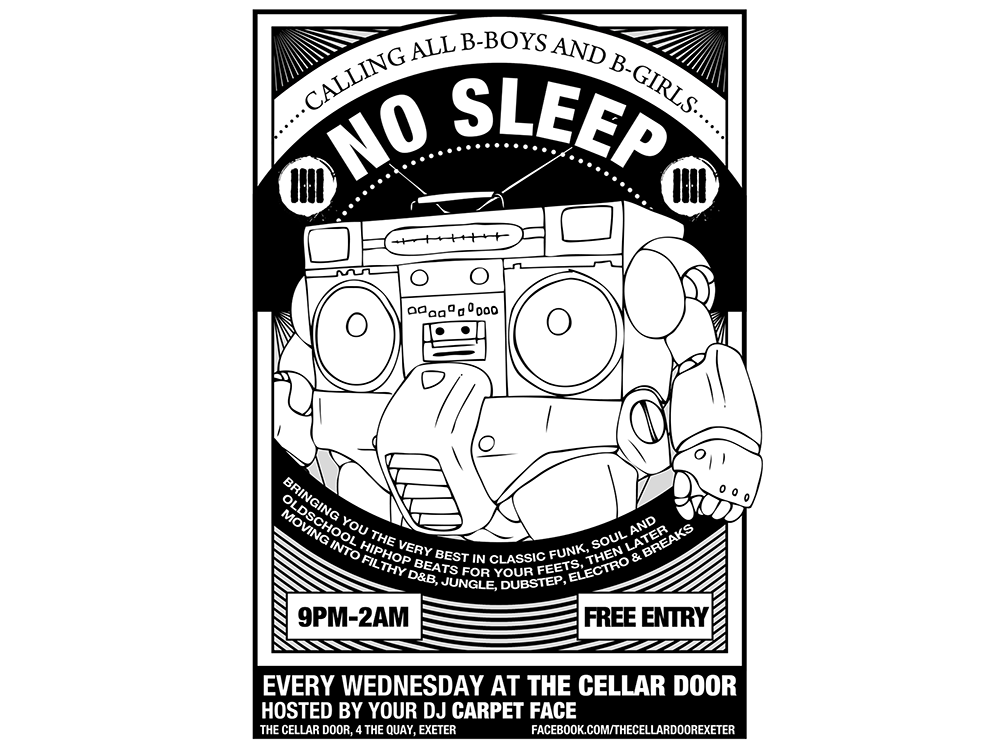 ......CALLING ALL B-BOYS AND B-GIRLS......
NO SLEEP
BRINGING YOU THE VERY BEST IN CLASSIC FUNK, SOUL AND
OLDSCHOOL HIPHOP BEATS FOR YOUR FEETS, THEN LATER
MOVING INTO FILTHY D&B, JUNGLE, DUBSTEP, ELECTRO & BREAKS
9PM-2AM
FREE ENTRY
EVERY WEDNESDAY AT THE CELLAR DOOR
HOSTED BY YOUR DJ CARPET FACE
THE CELLAR DOOR, 4 THE QUAY, EXETER
FACEBOOK.COM/THECELLARDOOREXETER